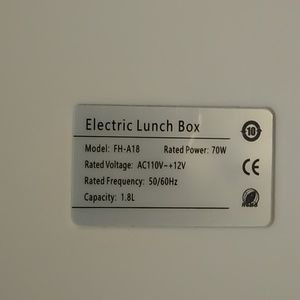 Electric Lunch Box
10
Model: FH-A18 Rated Power: 70W
Rated Voltage: AC110V~+12V
Rated Frequency: 50/60Hz
CE
Capacity: 1.8L